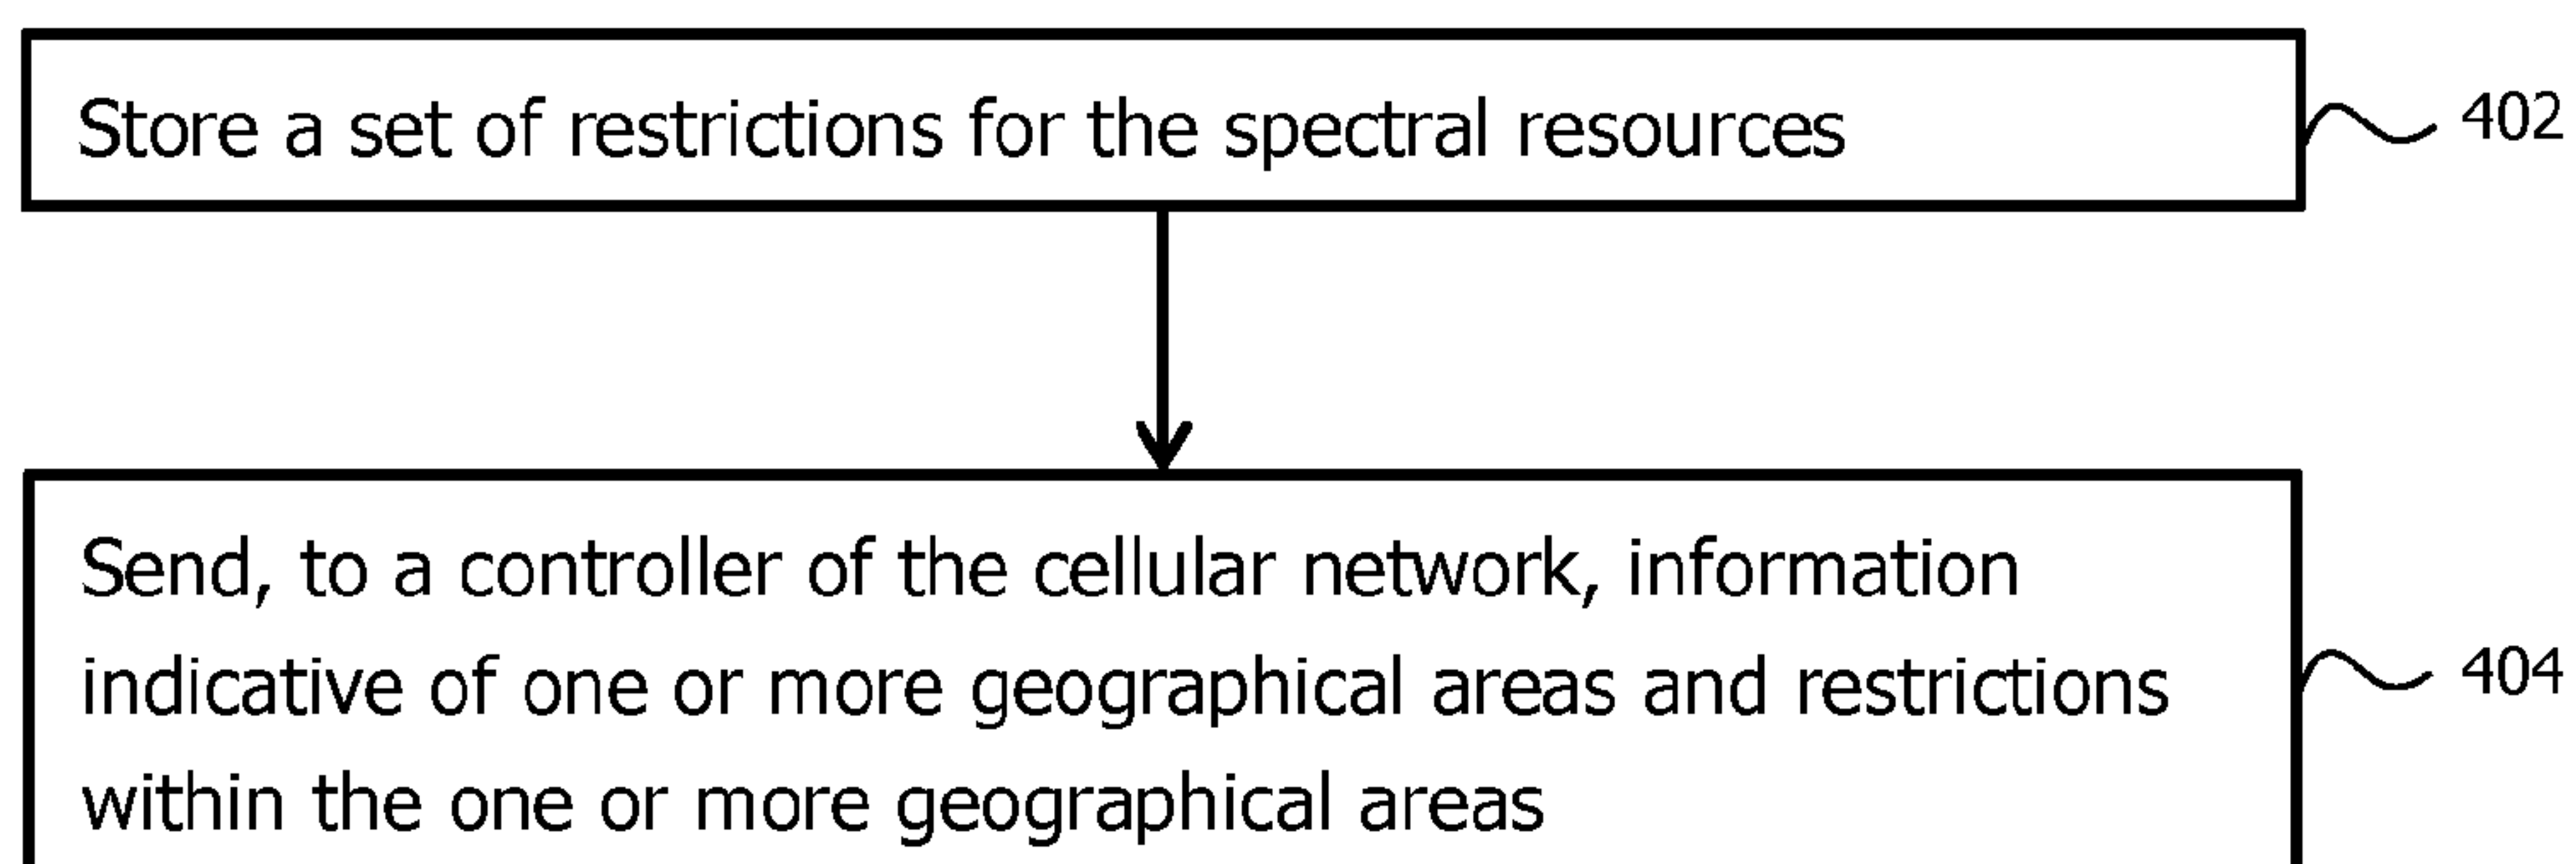 Store a set of restrictions for the spectral resources
402
Send, to a controller of the cellular network, information
indicative of one or more geographical areas and restrictions
within the one or more geographical areas
404